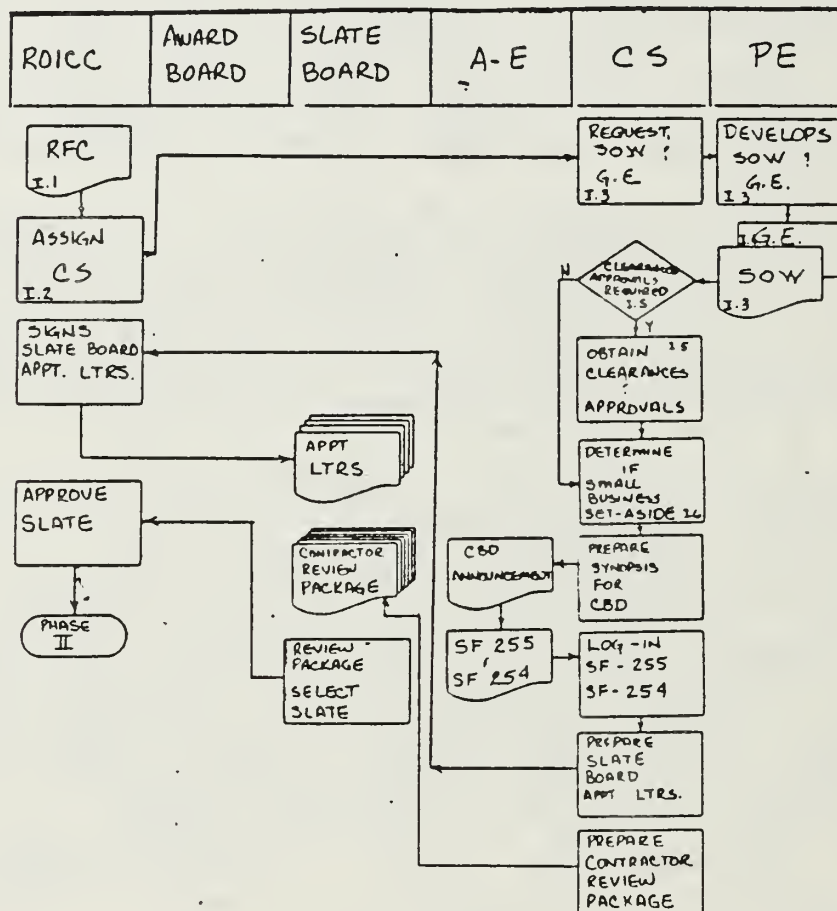 ROICC
AWARD
BOARD
SLATE
BOARD
A-E
CS
PE
RFC
I.1
ASSIGN
CS
I.2
REQUEST
SOW :
G.E
I.3
DEVELOPS
SOW :
G.E.
I.3
I.G.E.
SOW
I.3
CLEARANCE
APPROVALS
REQUIRED
I.5
N
Y
OBTAIN I5
CLEARANCES
:
APPROVALS
SIGNS
SLATE BOARD
APPT. LTRS.
APPT
LTRS
DETERMINE
IF
SMALL
BUSINESS
SET-ASIDE I6
APPROVE
SLATE
CONTRACTOR
REVIEW
PACKAGE
CBD
ANNOUNCEMENT
PREPARE
SYNOPSIS
FOR
CBD
PHASE
II
REVIEW
PACKAGE
SELECT
SLATE
SF 255
SF 254
LOG-IN
SF-255
SF-254
PREPARE
SLATE
BOARD
APPT LTRS.
PREPARE
CONTRACTOR
REVIEW
PACKAGE